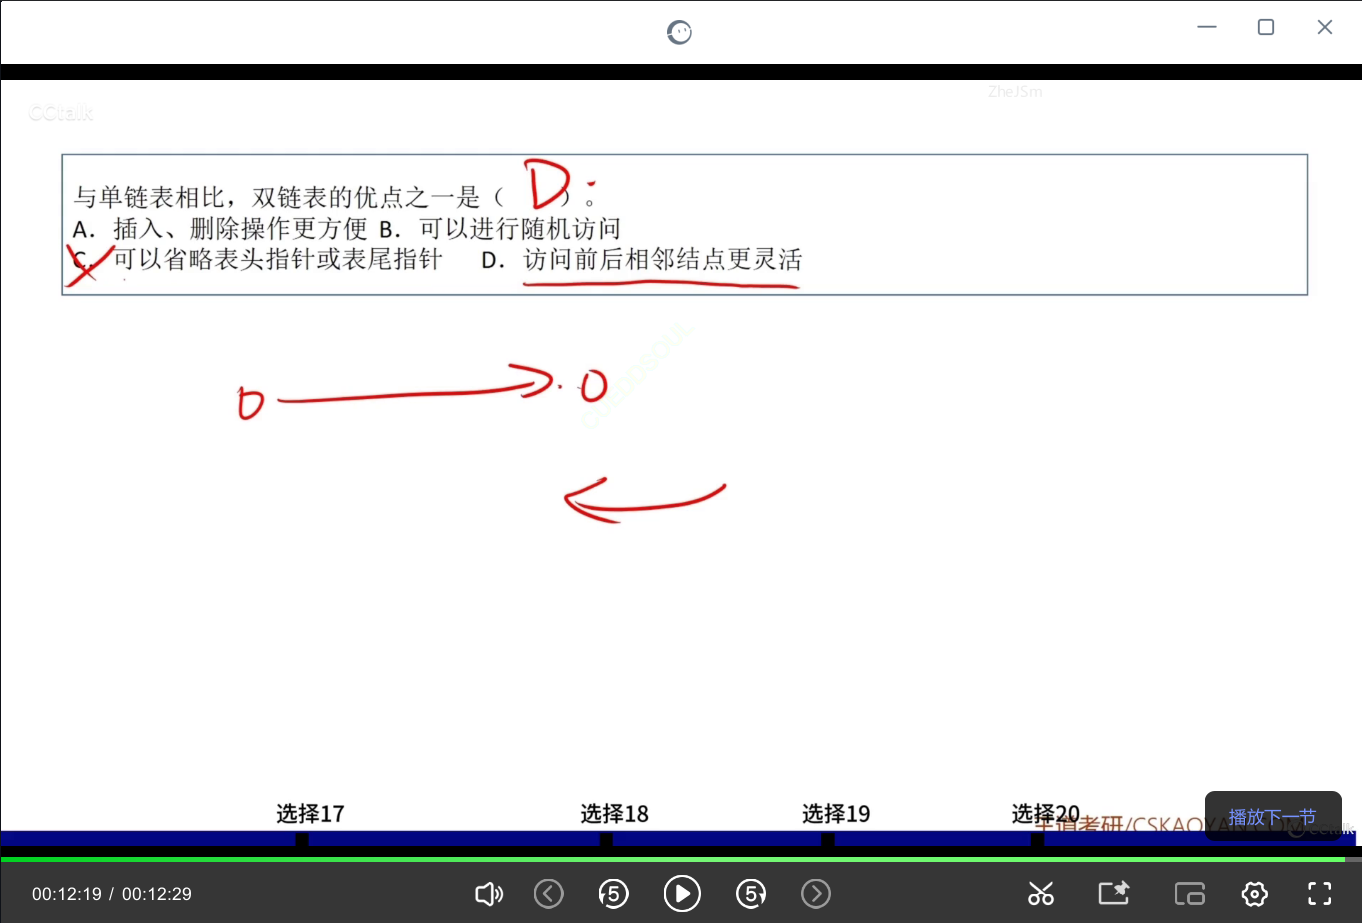 ZheJSm
CCtalk
D.
与单链表相比，双链表的优点之一是（ ）。
A. 插入、删除操作更方便 B. 可以进行随机访问
C. 可以省略表头指针或表尾指针 D. 访问前后相邻结点更灵活
选择17 选择18 选择19 选择20
王道考研/CSKAOYAN.COM
播放下一节
00:12:19 / 00:12:29
5 5